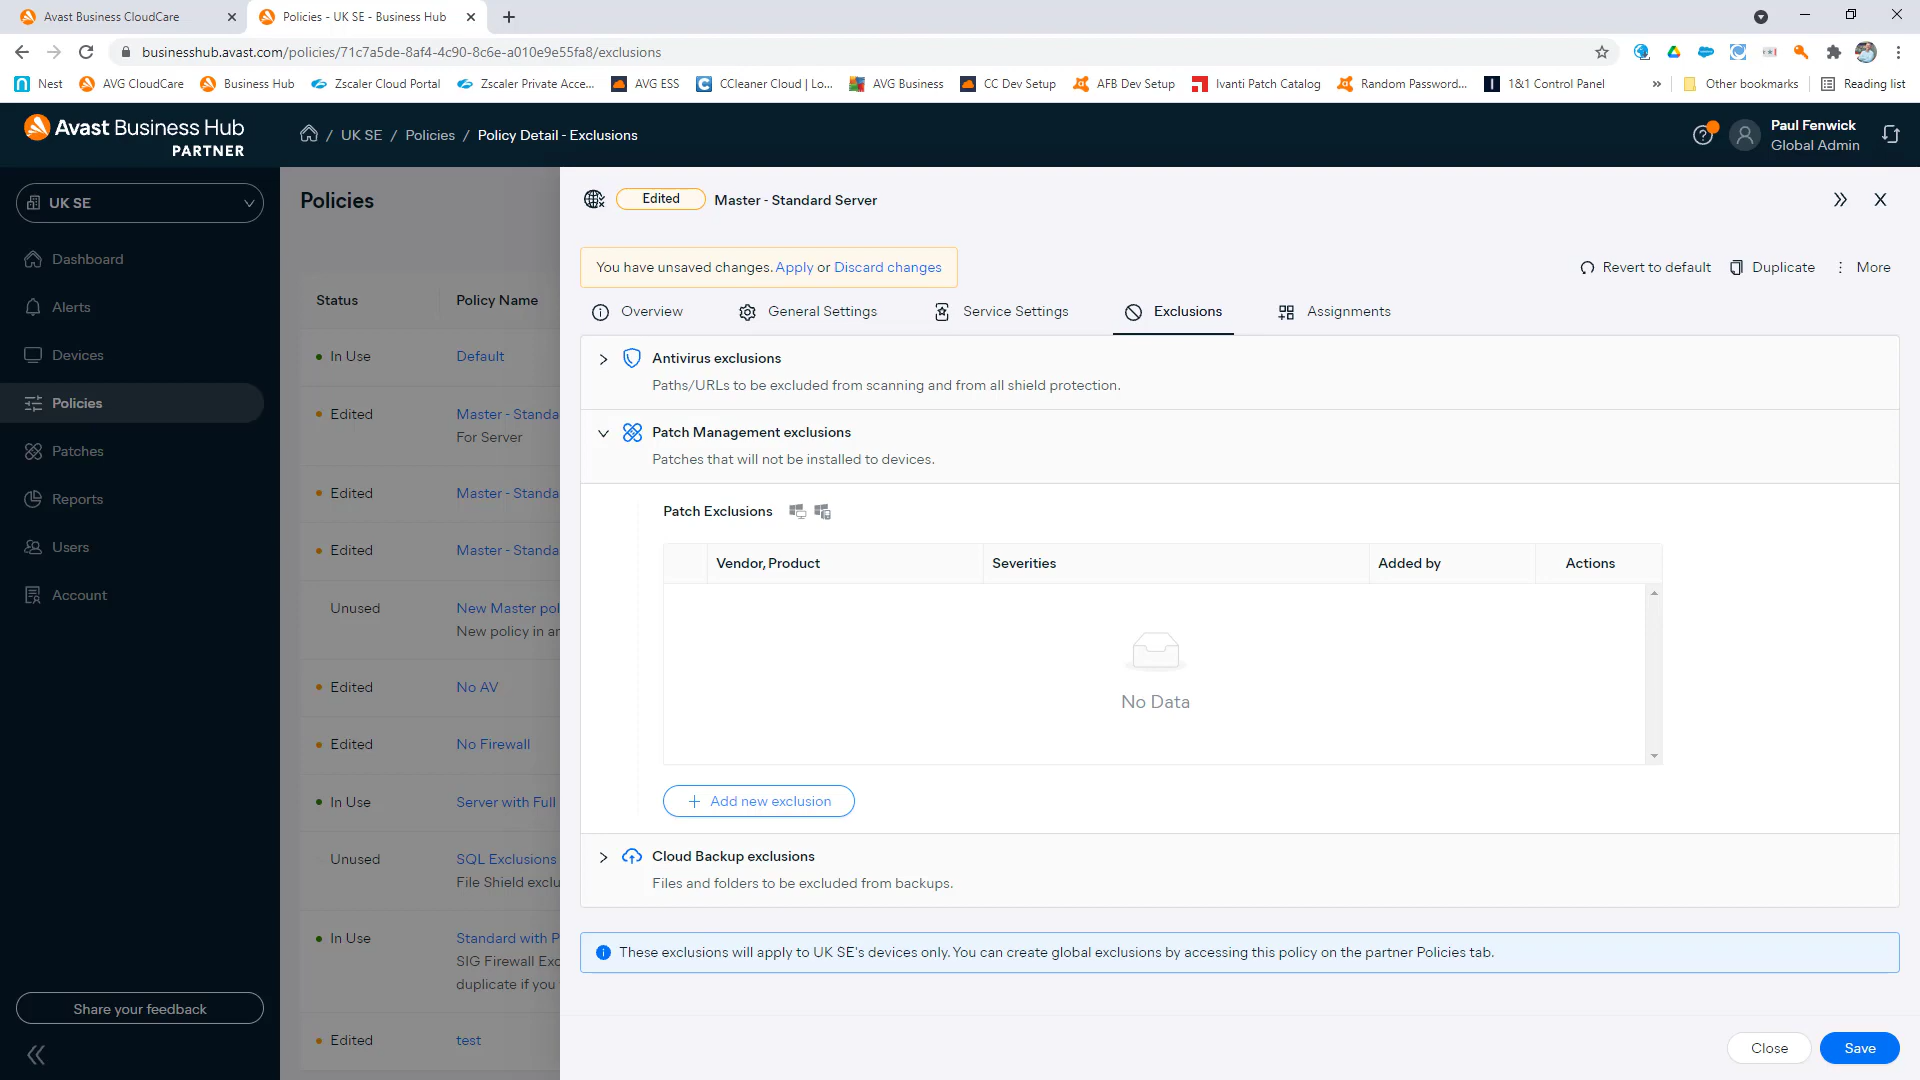 Avast Business CloudCare
Policies - UK SE - Business Hub
businesshub.avast.com/policies/71c7a5de-8af4-4c90-8c6e-a010e9e55fa8/exclusions
Nest
AVG CloudCare
Business Hub
Zscaler Cloud Portal
Zscaler Private Acce...
AVG ESS
CCleaner Cloud | Lo...
AVG Business
CC Dev Setup
AFB Dev Setup
Ivanti Patch Catalog
Random Password...
1&1 Control Panel
»
Other bookmarks
Reading list
Avast Business Hub
PARTNER
/ UK SE / Policies / Policy Detail - Exclusions
Paul Fenwick
Global Admin
UK SE
Dashboard
Alerts
Devices
Policies
Patches
Reports
Users
Account
Share your feedback
Policies
Status
Policy Name
In Use
Default
Edited
Master - Standa
For Server
Edited
Master - Standa
Edited
Master - Standa
Unused
New Master pol
New policy in ar
Edited
No AV
Edited
No Firewall
In Use
Server with Full
Unused
SQL Exclusions
File Shield exclu
In Use
Standard with P
SIG Firewall Exc
duplicate if you
Edited
test
Edited
Master - Standard Server
You have unsaved changes. Apply or Discard changes
Revert to default
Duplicate
More
Overview
General Settings
Service Settings
Exclusions
Assignments
Antivirus exclusions
Paths/URLs to be excluded from scanning and from all shield protection.
Patch Management exclusions
Patches that will not be installed to devices.
Patch Exclusions
Vendor, Product
Severities
Added by
Actions
No Data
+ Add new exclusion
Cloud Backup exclusions
Files and folders to be excluded from backups.
These exclusions will apply to UK SE's devices only. You can create global exclusions by accessing this policy on the partner Policies tab.
Close
Save